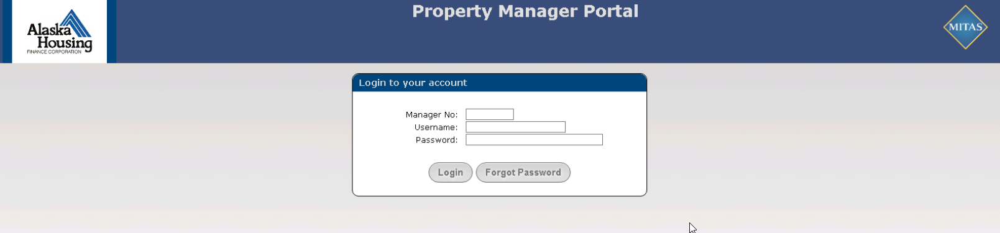 Property Manager Portal
Alaska
Housing
FINANCE CORPORATION
MITAS
Login to your account
Manager No:
Username:
Password:
Login Forgot Password